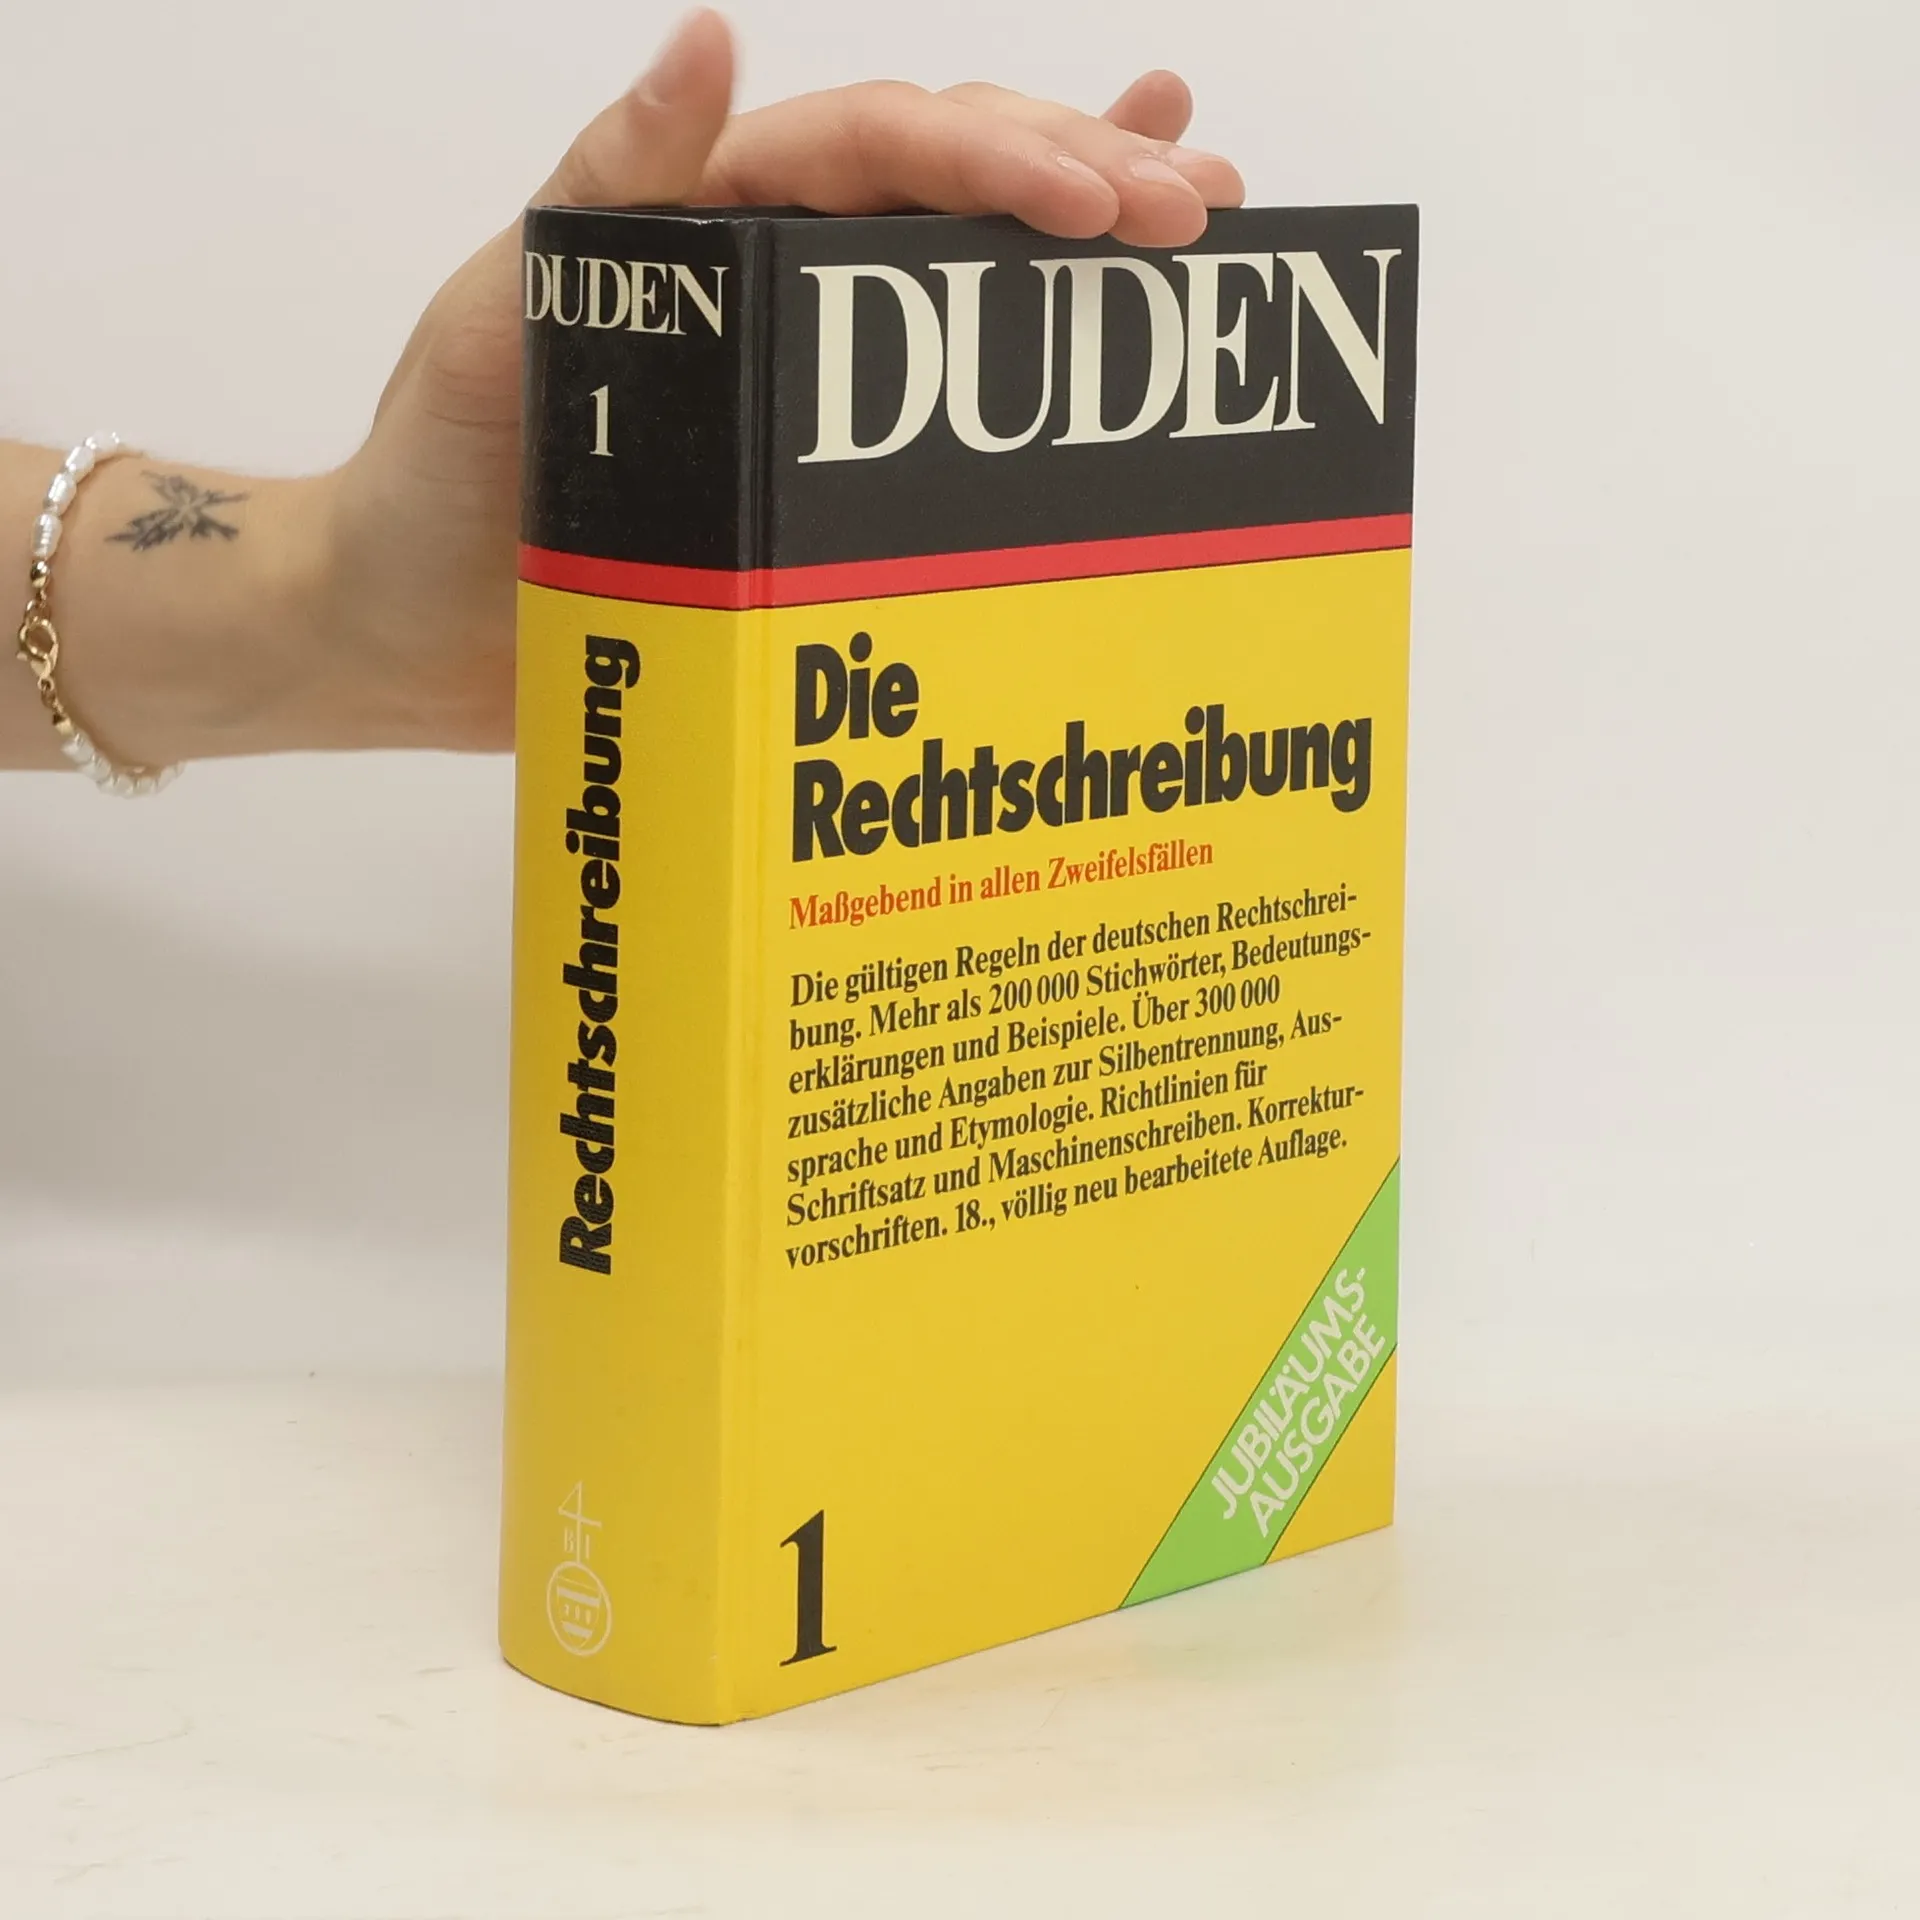 DUDEN
1
Rechtschreibung
B I
DUDEN
Die
Rechtschreibung
Maßgebend in allen Zweifelsfällen
Die gültigen Regeln der deutschen Rechtschrei-
bung. Mehr als 200 000 Stichwörter, Bedeutungs-
erklärungen und Beispiele. Über 300 000
zusätzliche Angaben zur Silbentrennung, Aus-
sprache und Etymologie. Richtlinien für
Schriftsatz und Maschinenschreiben. Korrektur-
vorschriften. 18., völlig neu bearbeitete Auflage.
JUBILÄUMS-
AUSGABE
1